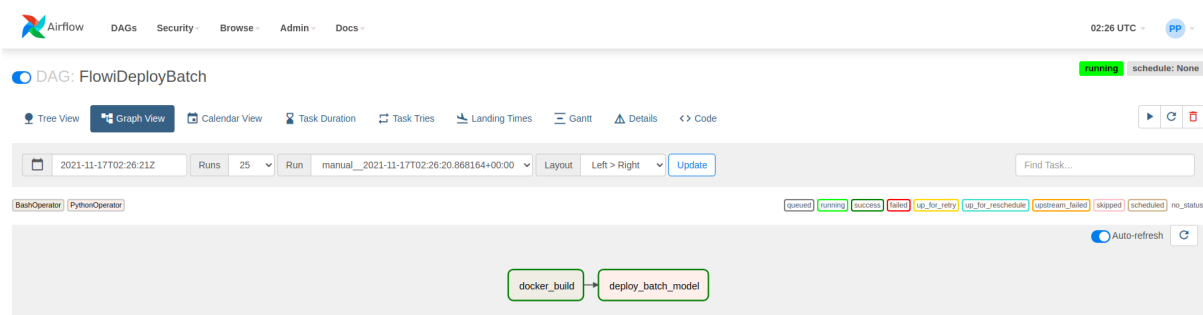 Airflow DAGs Security Browse Admin Docs 02:26 UTC PP
DAG: FlowiDeployBatch running schedule: None
Tree View Graph View Calendar View Task Duration Task Tries Landing Times Gantt Details Code
2021-11-17T02:26:21Z Runs 25 Run manual__2021-11-17T02:26:20.868164+00:00 Layout Left > Right Update Find Task...
BashOperator PythonOperator queued running success failed up_for_retry up_for_reschedule upstream_failed skipped scheduled no_status
Auto-refresh
docker_build deploy_batch_model